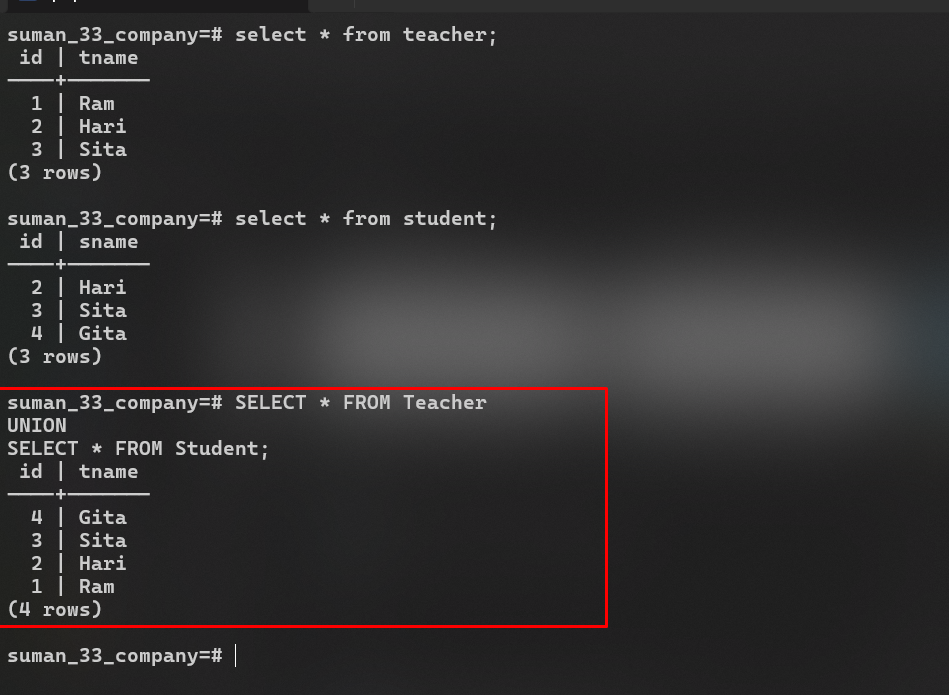 suman_33_company=# select * from teacher;
 id | tname
----+-------
  1 | Ram
  2 | Hari
  3 | Sita
(3 rows)
suman_33_company=# select * from student;
 id | sname
----+-------
  2 | Hari
  3 | Sita
  4 | Gita
(3 rows)
suman_33_company=# SELECT * FROM Teacher
UNION
SELECT * FROM Student;
 id | tname
----+-------
  4 | Gita
  3 | Sita
  2 | Hari
  1 | Ram
(4 rows)
suman_33_company=#